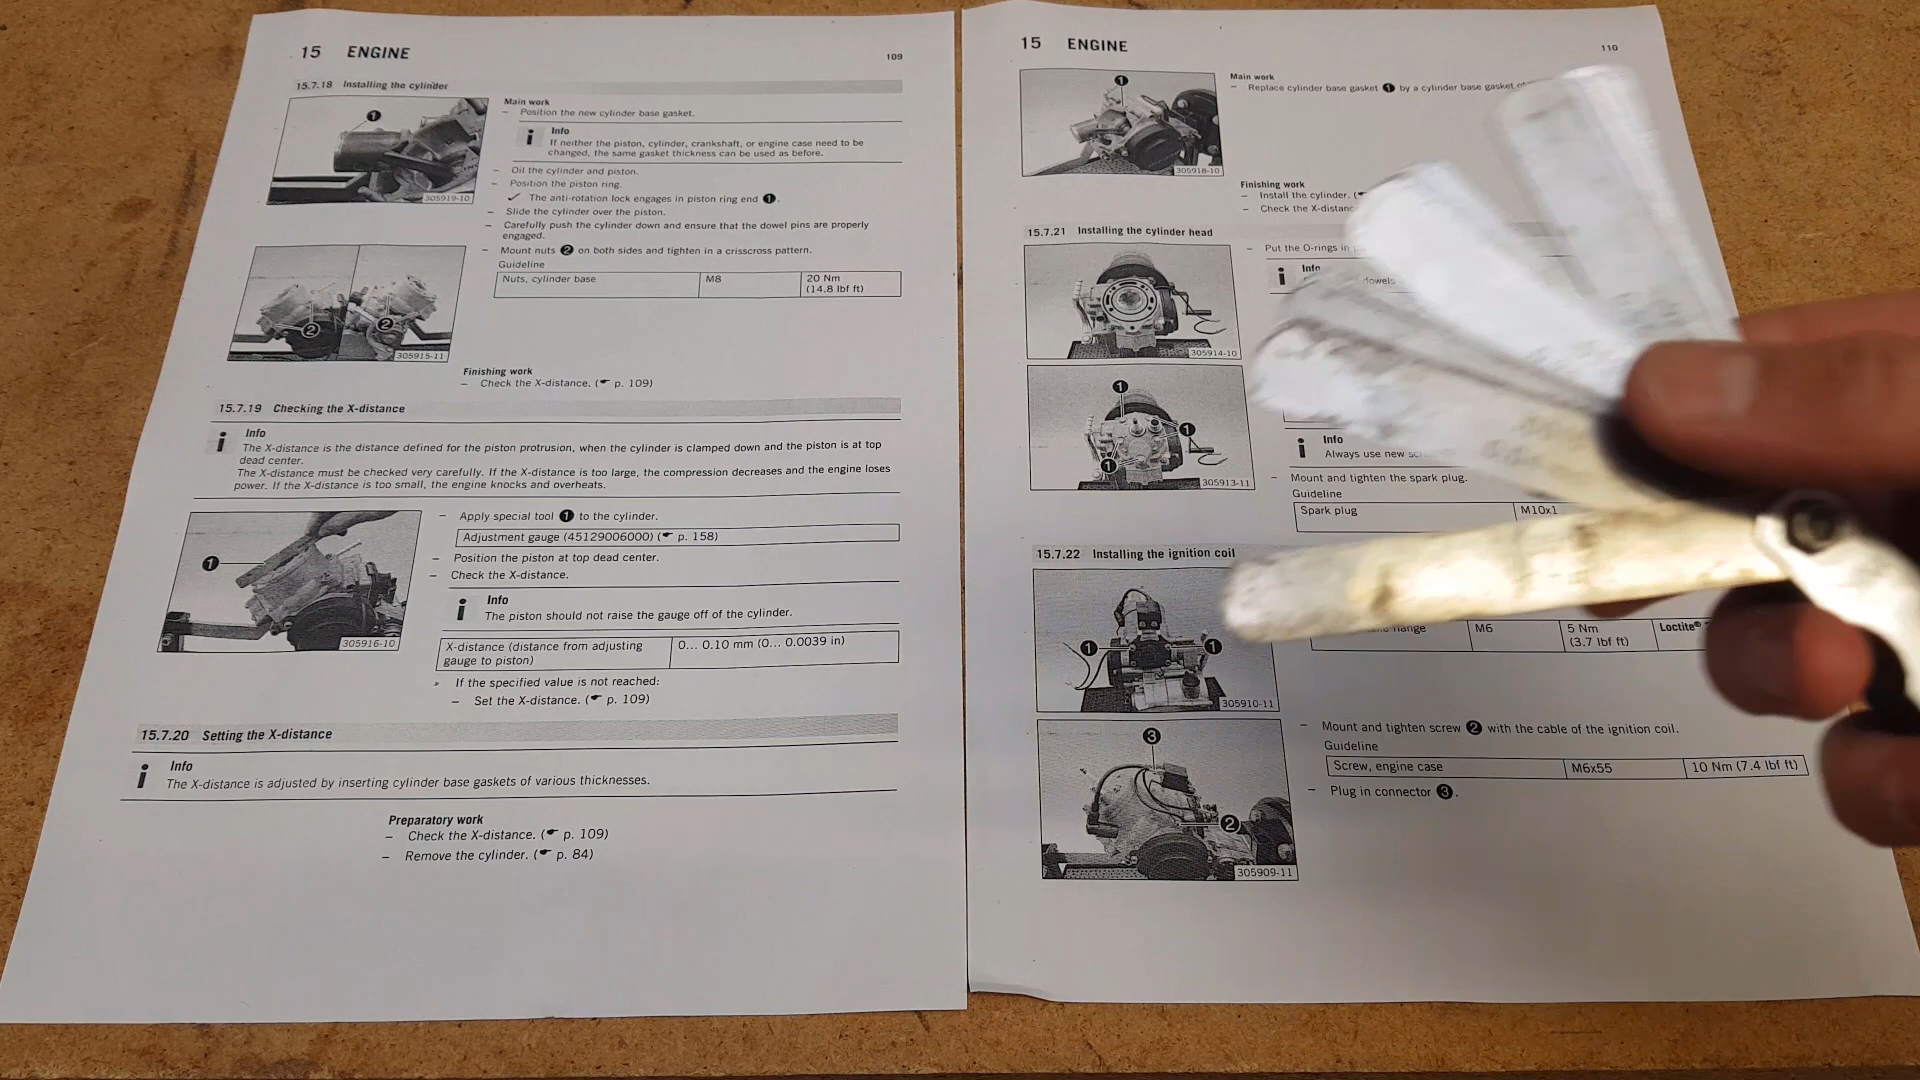 15 ENGINE
109
15.7.18 Installing the cylinder
1
305919-10
Main work
– Position the new cylinder base gasket.
i Info
If neither the piston, cylinder, crankshaft, or engine case need to be
changed, the same gasket thickness can be used as before.
– Oil the cylinder and piston.
– Position the piston ring.
✓ The anti-rotation lock engages in piston ring end 1.
– Slide the cylinder over the piston.
– Carefully push the cylinder down and ensure that the dowel pins are properly
engaged.
– Mount nuts 2 on both sides and tighten in a crisscross pattern.
Guideline
Nuts, cylinder base M8 20 Nm
(14.8 lbf ft)
2 2
305915-11
Finishing work
– Check the X-distance. (☛ p. 109)
15.7.19 Checking the X-distance
i Info
The X-distance is the distance defined for the piston protrusion, when the cylinder is clamped down and the piston is at top
dead center.
The X-distance must be checked very carefully. If the X-distance is too large, the compression decreases and the engine loses
power. If the X-distance is too small, the engine knocks and overheats.
1
305916-10
– Apply special tool 1 to the cylinder.
Adjustment gauge (45129006000) (☛ p. 158)
– Position the piston at top dead center.
– Check the X-distance.
i Info
The piston should not raise the gauge off of the cylinder.
X-distance (distance from adjusting 0... 0.10 mm (0... 0.0039 in)
gauge to piston)
» If the specified value is not reached:
– Set the X-distance. (☛ p. 109)
15.7.20 Setting the X-distance
i Info
The X-distance is adjusted by inserting cylinder base gaskets of various thicknesses.
Preparatory work
– Check the X-distance. (☛ p. 109)
– Remove the cylinder. (☛ p. 84)
15 ENGINE
110
1
305918-10
Main work
– Replace cylinder base gasket 1 by a cylinder base gasket
Finishing work
– Install the cylinder. (
– Check the
15.7.21 Installing the cylinder head
305914-10
– Put the O-rings in
i Info
1
1
1
305913-11
i Info
Always use new
– Mount and tighten the spark plug.
Guideline
Spark plug M10x1
15.7.22 Installing the ignition coil
1 1
305910-11
M6 5 Nm
(3.7 lbf ft) Loctite®
3
2
305909-11
– Mount and tighten screw 2 with the cable of the ignition coil.
Guideline
Screw, engine case M6x55 10 Nm (7.4 lbf ft)
– Plug in connector 3.